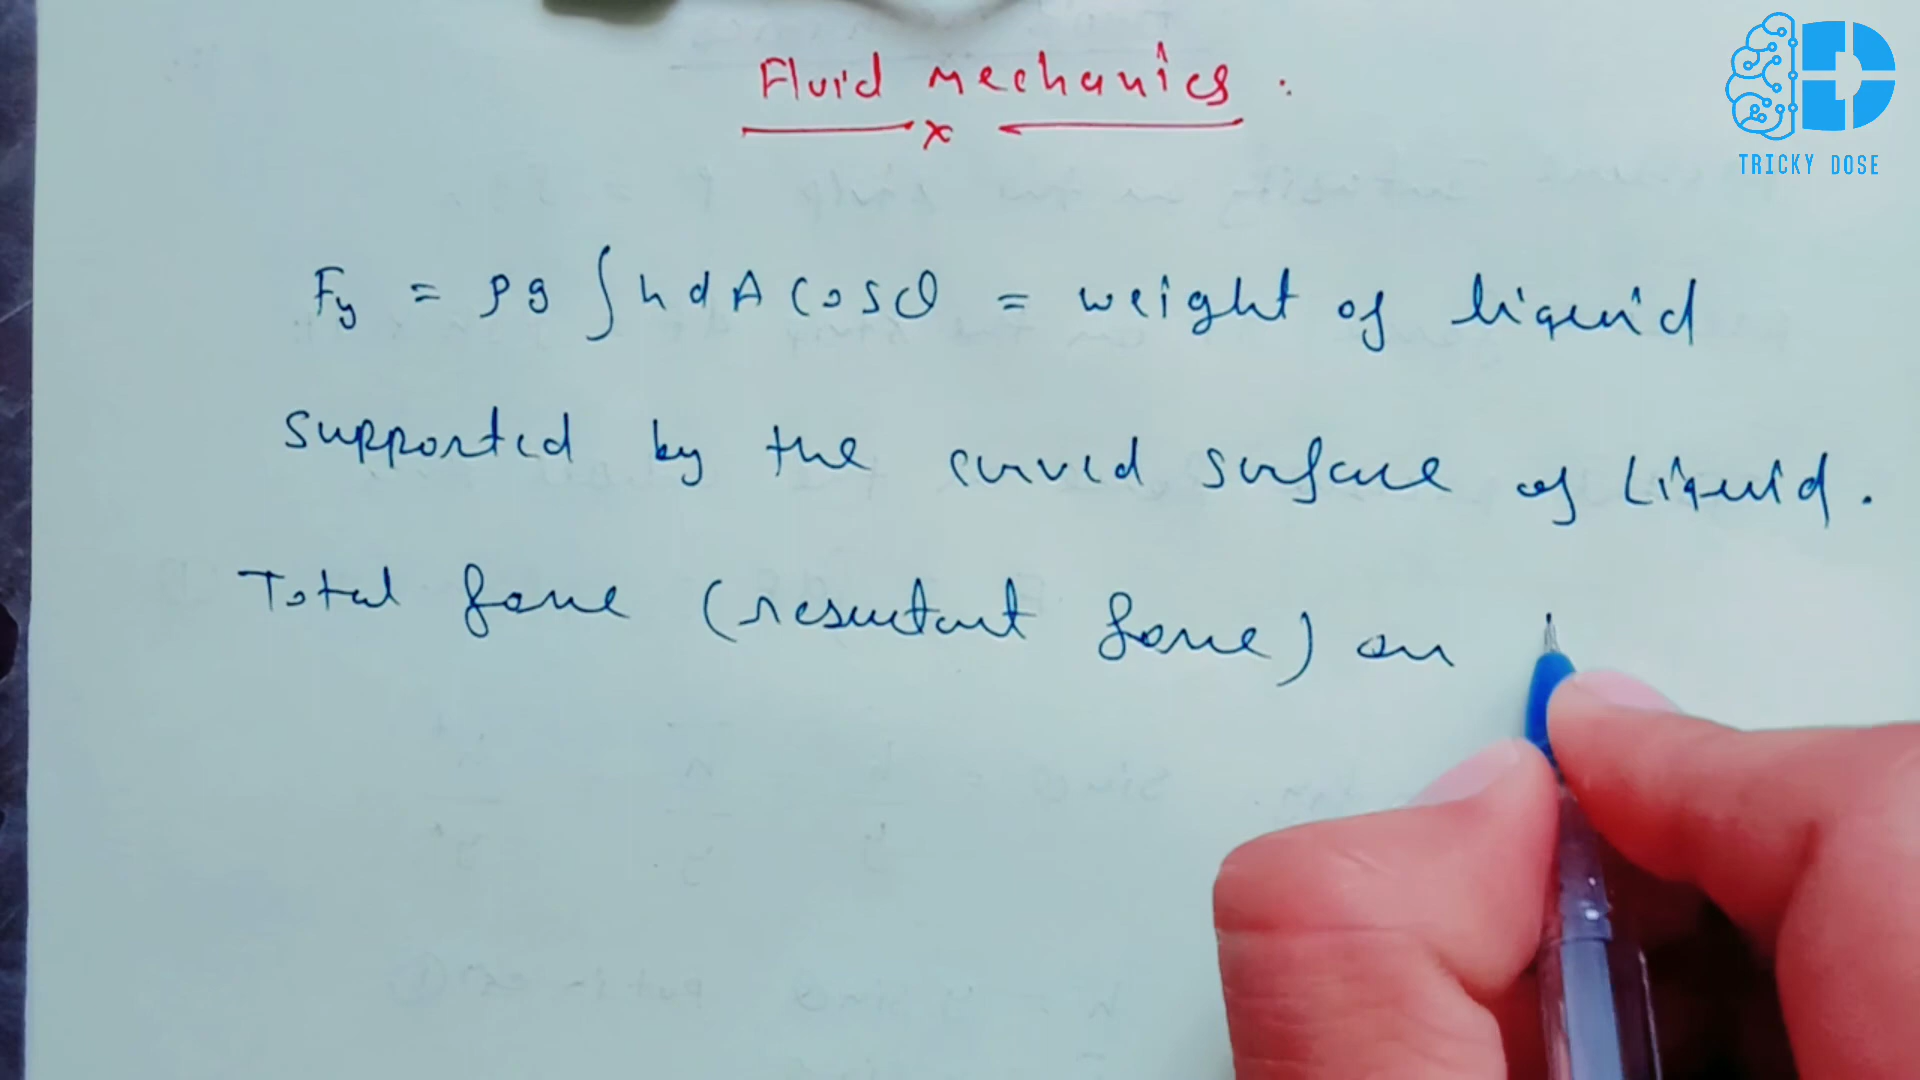 Fluid mechanics :
x
TRICKY DOSE
Fy = ρg ∫ h dA cosθ = weight of liquid
supported by the curved surface of Liquid.
Total force (resultant force) on